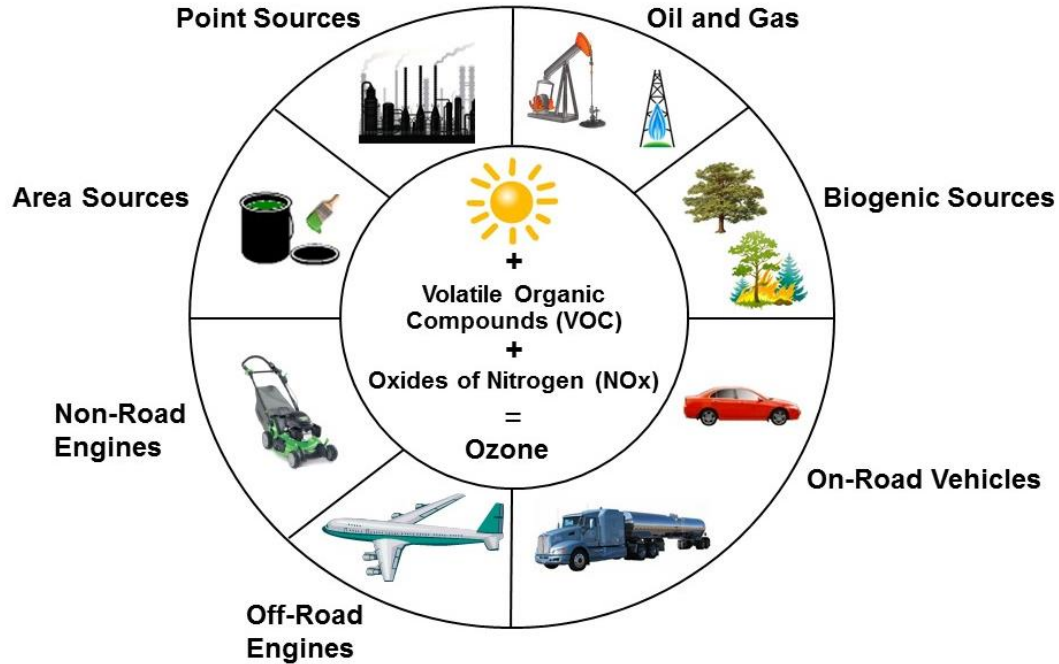 Point Sources
Oil and Gas
Area Sources
Biogenic Sources
+
Volatile Organic
Compounds (VOC)
+
Oxides of Nitrogen (NOx)
=
Ozone
Non-Road
Engines
On-Road Vehicles
Off-Road
Engines